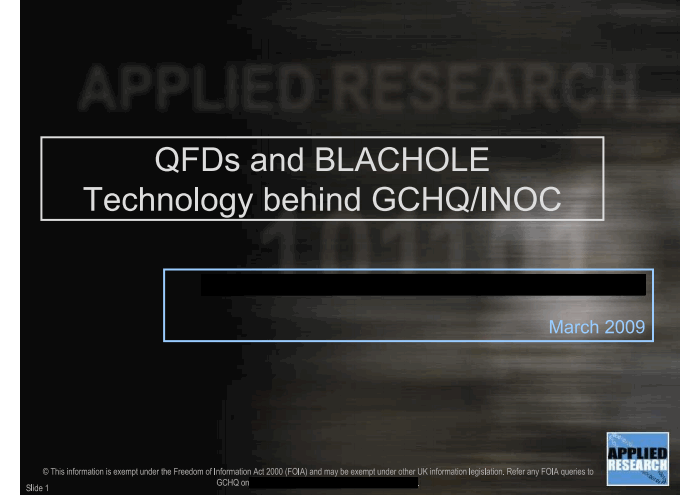 APPLIED RESEARCH
QFDs and BLACHOLE
Technology behind GCHQ/INOC
101101
March 2009
© This information is exempt under the Freedom of Information Act 2000 (FOIA) and may be exempt under other UK information legislation. Refer any FOIA queries to
GCHQ on
Slide 1
APPLIED
RESEARCH